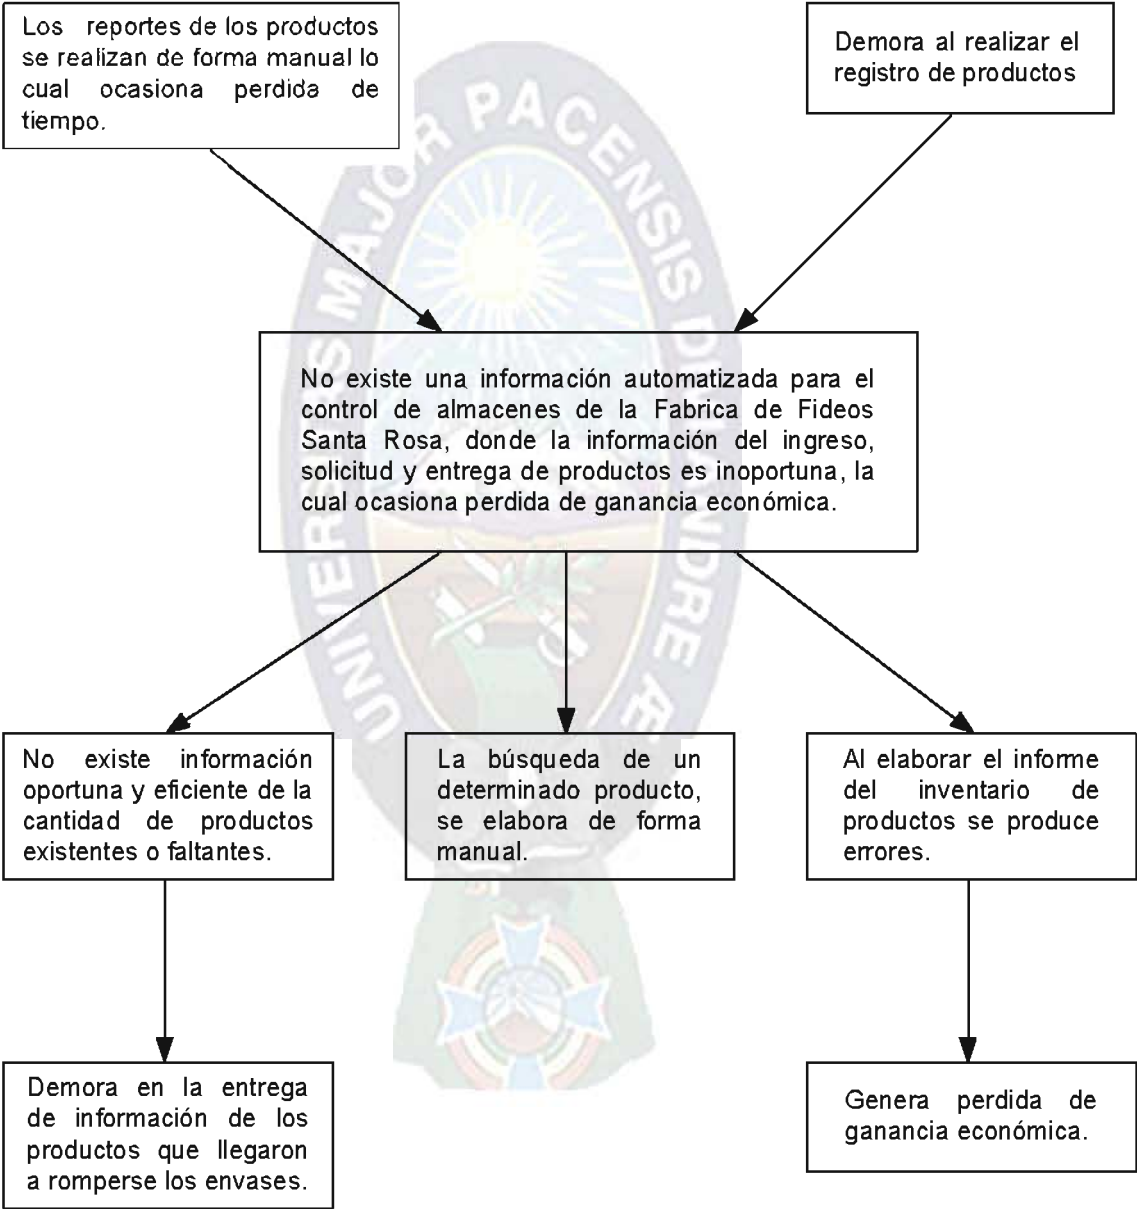 Los reportes de los productos
se realizan de forma manual lo
cual ocasiona perdida de
tiempo.
Demora al realizar el
registro de productos
No existe una información automatizada para el
control de almacenes de la Fabrica de Fideos
Santa Rosa, donde la información del ingreso,
solicitud y entrega de productos es inoportuna, la
cual ocasiona perdida de ganancia económica.
No existe información
oportuna y eficiente de la
cantidad de productos
existentes o faltantes.
La búsqueda de un
determinado producto,
se elabora de forma
manual.
Al elaborar el informe
del inventario de
productos se produce
errores.
Demora en la entrega
de información de los
productos que llegaron
a romperse los envases.
Genera perdida de
ganancia económica.
UNIVERSITAS MAJOR PACENSIS DIVI ANDRE Æ